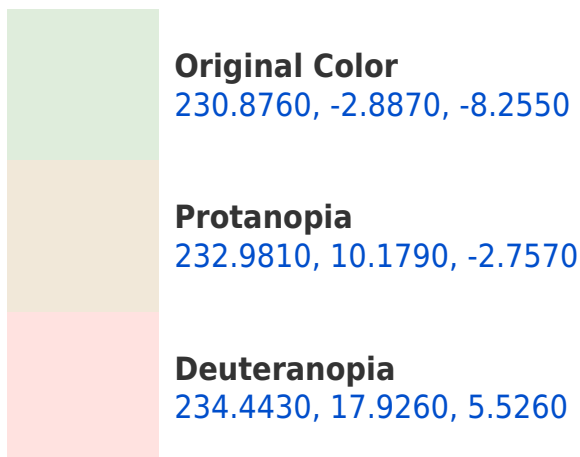 Original Color
230.8760, -2.8870, -8.2550
Protanopia
232.9810, 10.1790, -2.7570
Deuteranopia
234.4430, 17.9260, 5.5260